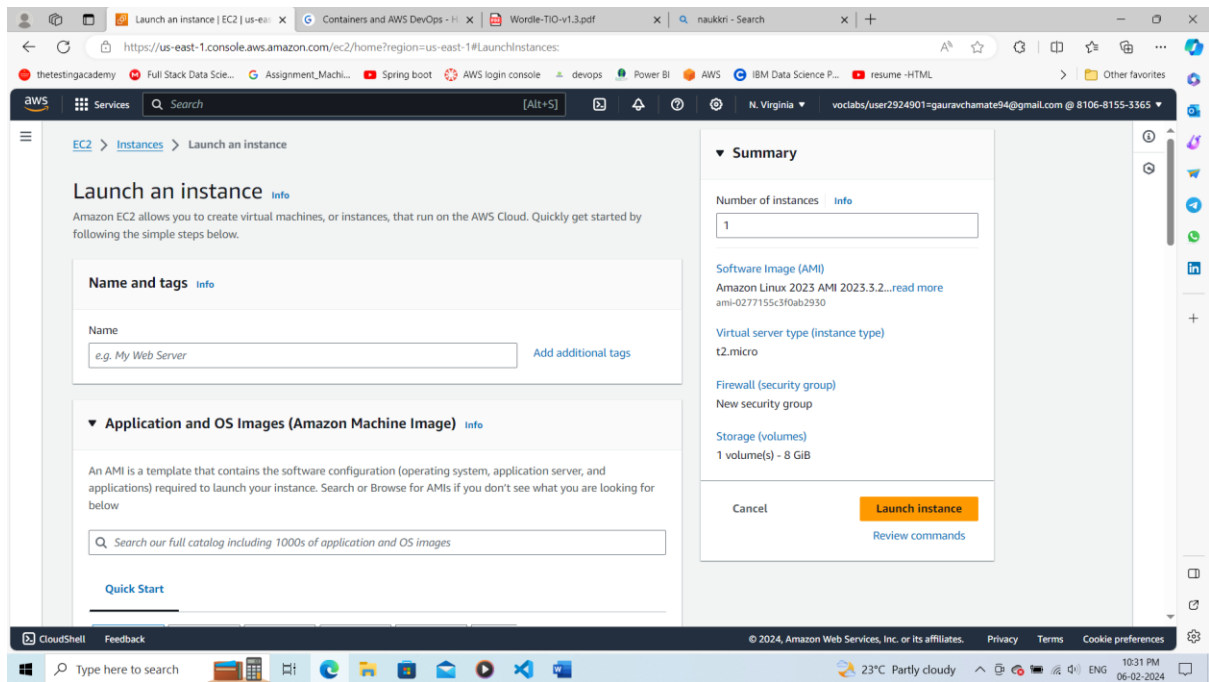 Launch an instance | EC2 | us-eas
Containers and AWS DevOps - H
Wordle-TIO-v1.3.pdf
naukkri - Search
https://us-east-1.console.aws.amazon.com/ec2/home?region=us-east-1#LaunchInstances:
thetestingacademy
Full Stack Data Scie...
Assignment_Machi...
Spring boot
AWS login console
devops
Power BI
AWS
IBM Data Science P...
resume -HTML
Other favorites
aws
Services
Search
[Alt+S]
N. Virginia
voclabs/user2924901=gauravchamate94@gmail.com @ 8106-8155-3365
EC2 > Instances > Launch an instance
Launch an instance Info
Amazon EC2 allows you to create virtual machines, or instances, that run on the AWS Cloud. Quickly get started by
following the simple steps below.
Name and tags Info
Name
e.g. My Web Server
Add additional tags
Application and OS Images (Amazon Machine Image) Info
An AMI is a template that contains the software configuration (operating system, application server, and
applications) required to launch your instance. Search or Browse for AMIs if you don't see what you are looking for
below
Search our full catalog including 1000s of application and OS images
Quick Start
Summary
Number of instances Info
1
Software Image (AMI)
Amazon Linux 2023 AMI 2023.3.2...read more
ami-0277155c3f0ab2930
Virtual server type (instance type)
t2.micro
Firewall (security group)
New security group
Storage (volumes)
1 volume(s) - 8 GiB
Cancel
Launch instance
Review commands
CloudShell
Feedback
© 2024, Amazon Web Services, Inc. or its affiliates.
Privacy
Terms
Cookie preferences
Type here to search
23°C Partly cloudy
ENG
10:31 PM
06-02-2024